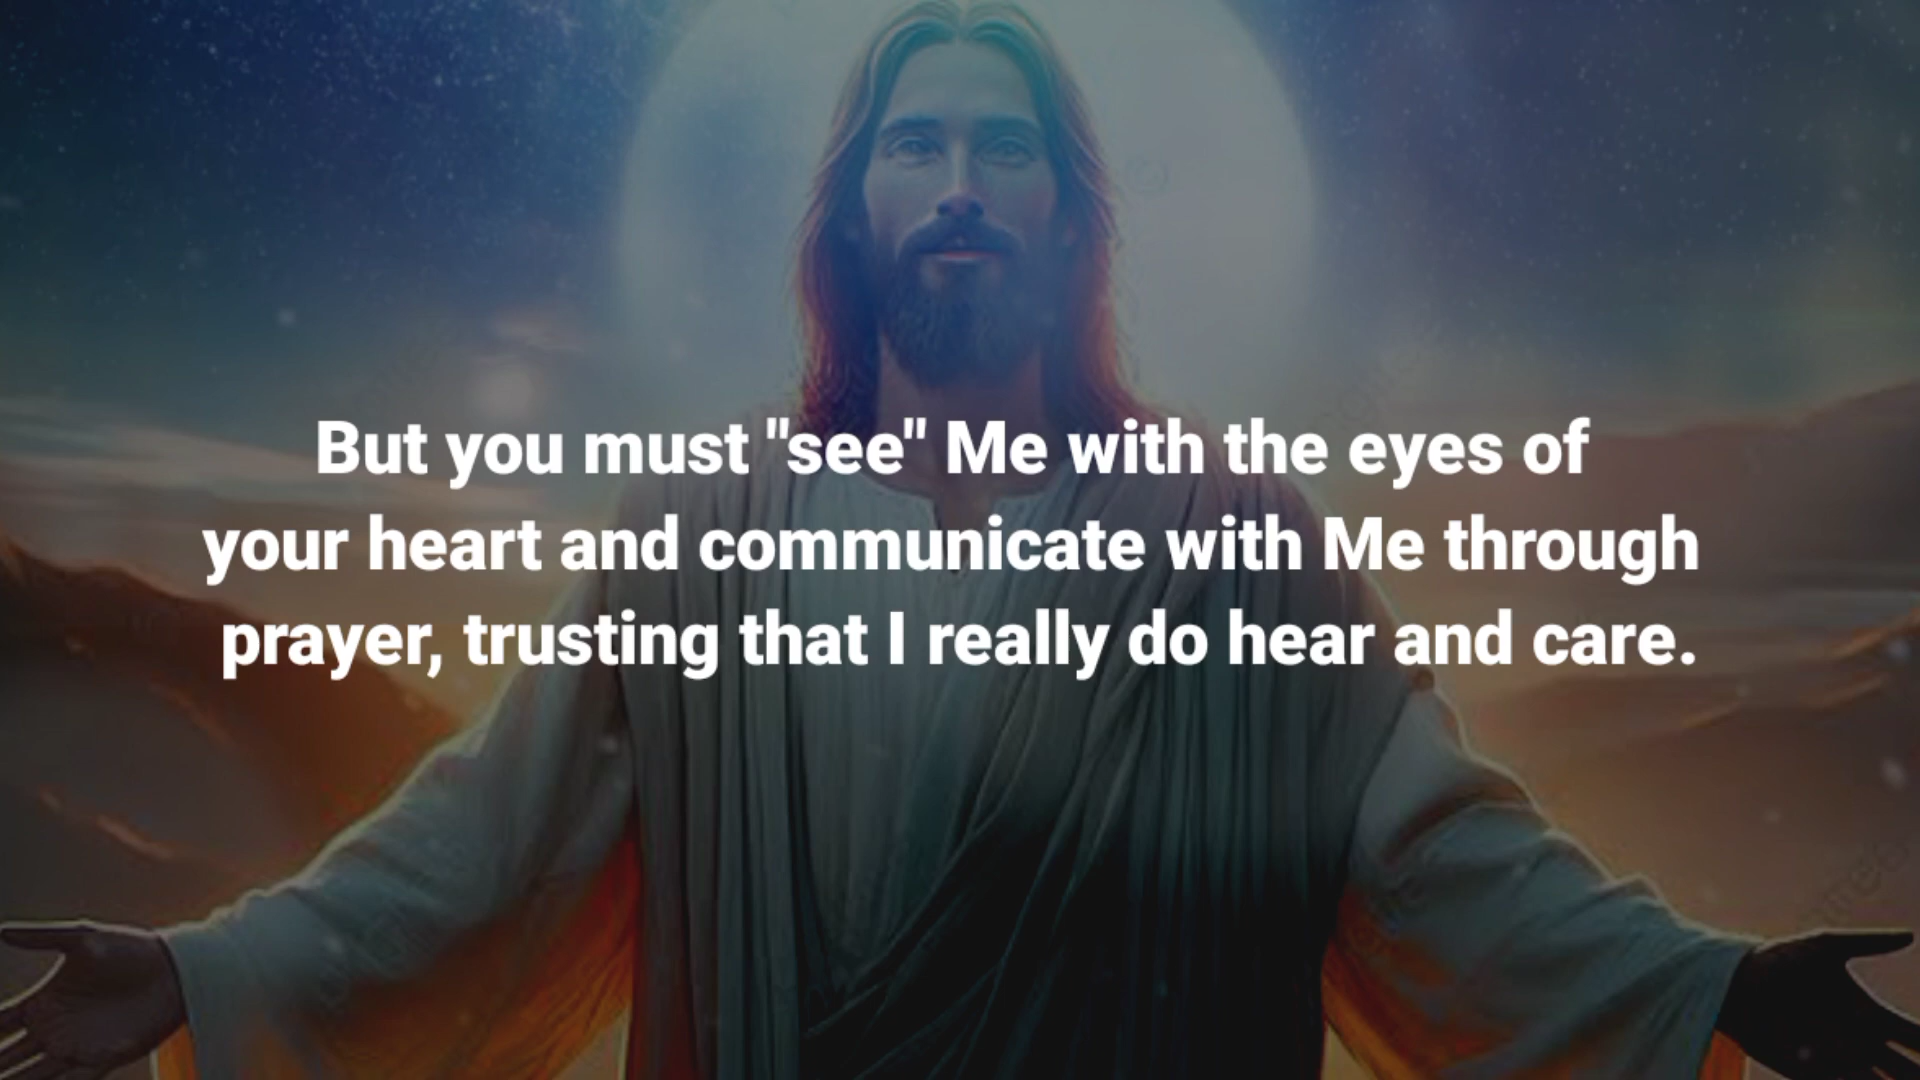 But you must "see" Me with the eyes of
your heart and communicate with Me through
prayer, trusting that I really do hear and care.